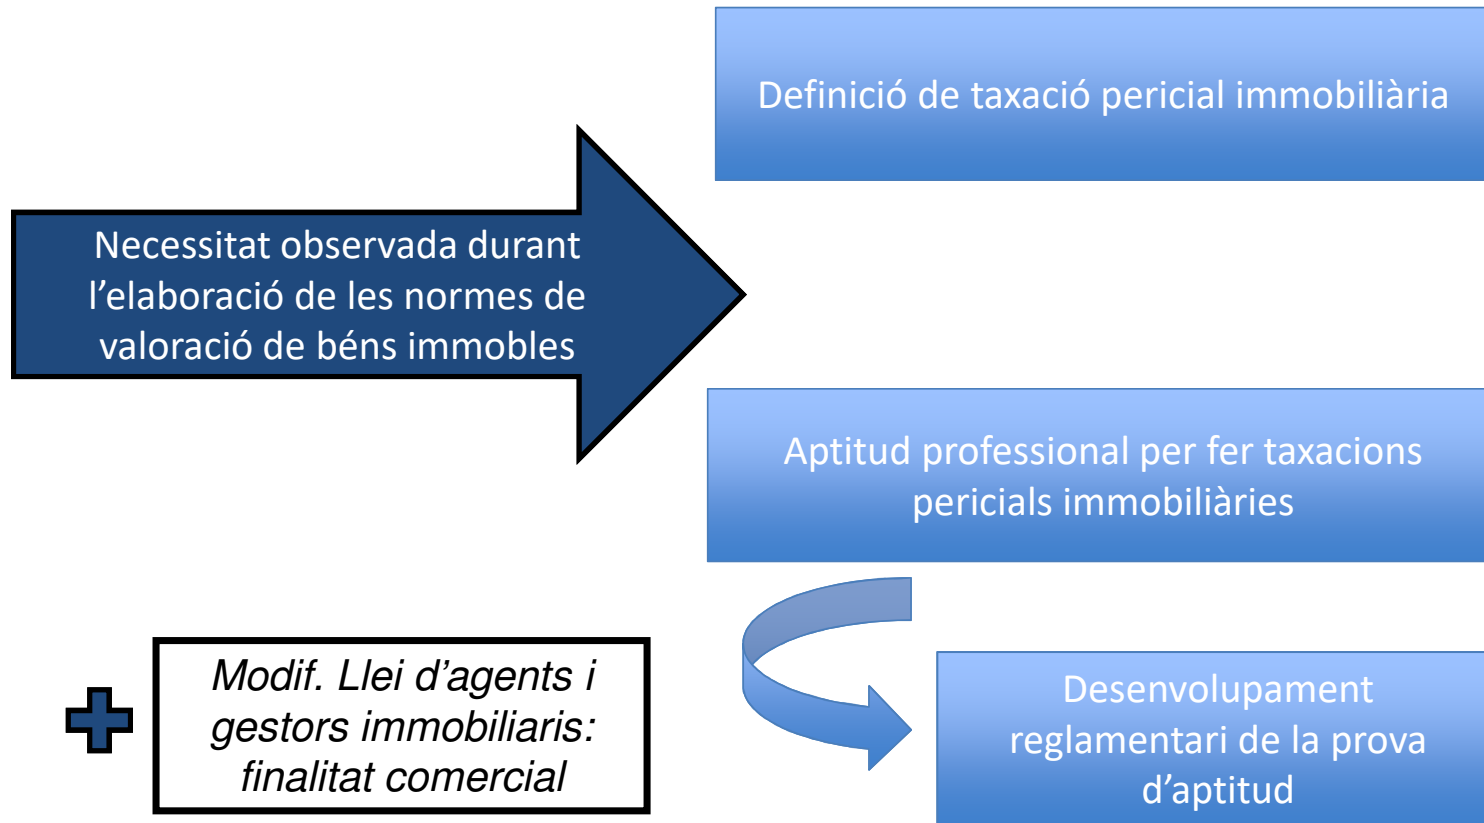 Definició de taxació pericial immobiliària
Necessitat observada durant
l’elaboració de les normes de
valoració de béns immobles
Aptitud professional per fer taxacions
pericials immobiliàries
Modif. Llei d’agents i
gestors immobiliaris:
finalitat comercial
Desenvolupament
reglamentari de la prova
d’aptitud